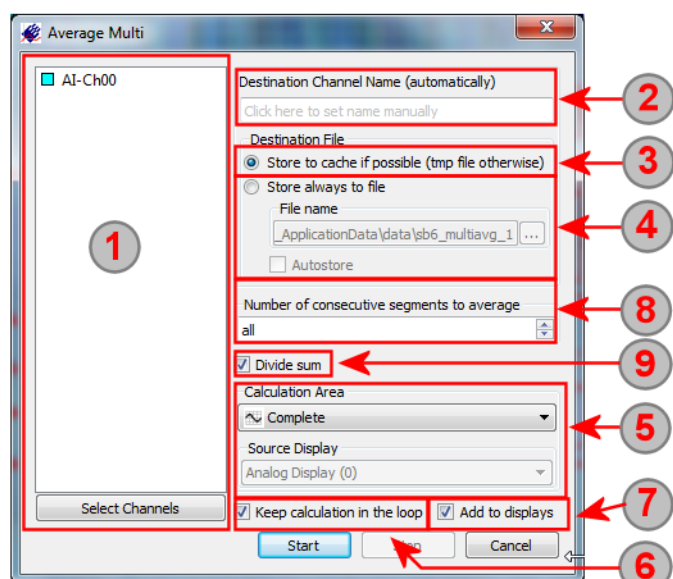 Average Multi
AI-Ch00
1
Select Channels
Destination Channel Name (automatically)
Click here to set name manually
2
Destination File
Store to cache if possible (tmp file otherwise)
3
Store always to file
File name
_ApplicationData\data\sb6_multiavg_1 ...
Autostore
4
Number of consecutive segments to average
all
8
Divide sum
9
Calculation Area
Complete
Source Display
Analog Display (0)
5
Keep calculation in the loop
Add to displays
7
Start
Cancel
6